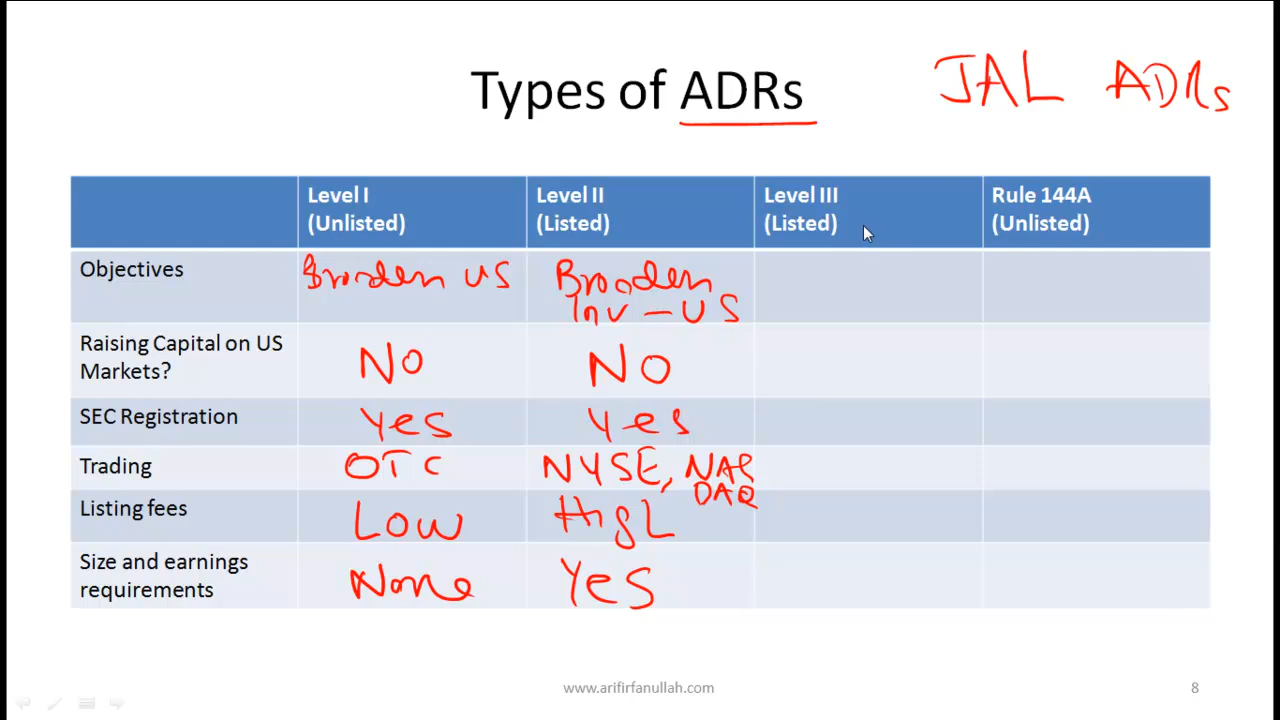 Types of ADRs
JAL ADRs
Level I
(Unlisted)
Level II
(Listed)
Level III
(Listed)
Rule 144A
(Unlisted)
Objectives
Broaden US
Broaden
Inv – US
Raising Capital on US
Markets?
NO
NO
SEC Registration
Yes
Yes
Trading
OTC
NYSE, NAS
DAQ
Listing fees
Low
High
Size and earnings
requirements
None
Yes
www.arifirfanullah.com
8